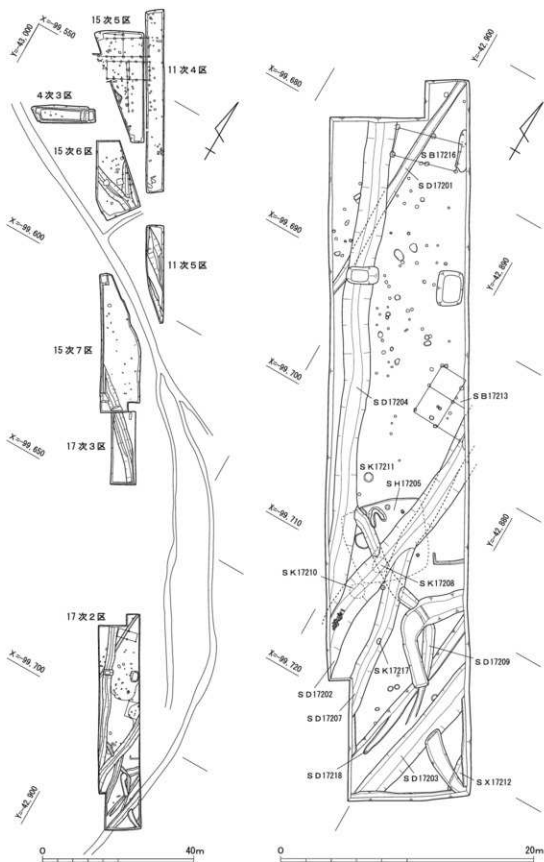 Y=-43,000
X=-99,550
15次5区
11次4区
4次3区
15次6区
X=-99,600
11次5区
15次7区
17次3区
X=-99,650
17次2区
X=-99,700
Y=-42,900
0
40m
X=-99,680
Y=-42,900
SB17216
SD17201
X=-99,690
Y=-42,890
X=-99,700
SB17213
SD17204
SK17211
SH17205
X=-99,710
Y=-42,880
SK17210
SK17208
X=-99,720
SD17209
SK17217
SD17202
SD17207
SD17218
SD17203
SX17212
0
20m